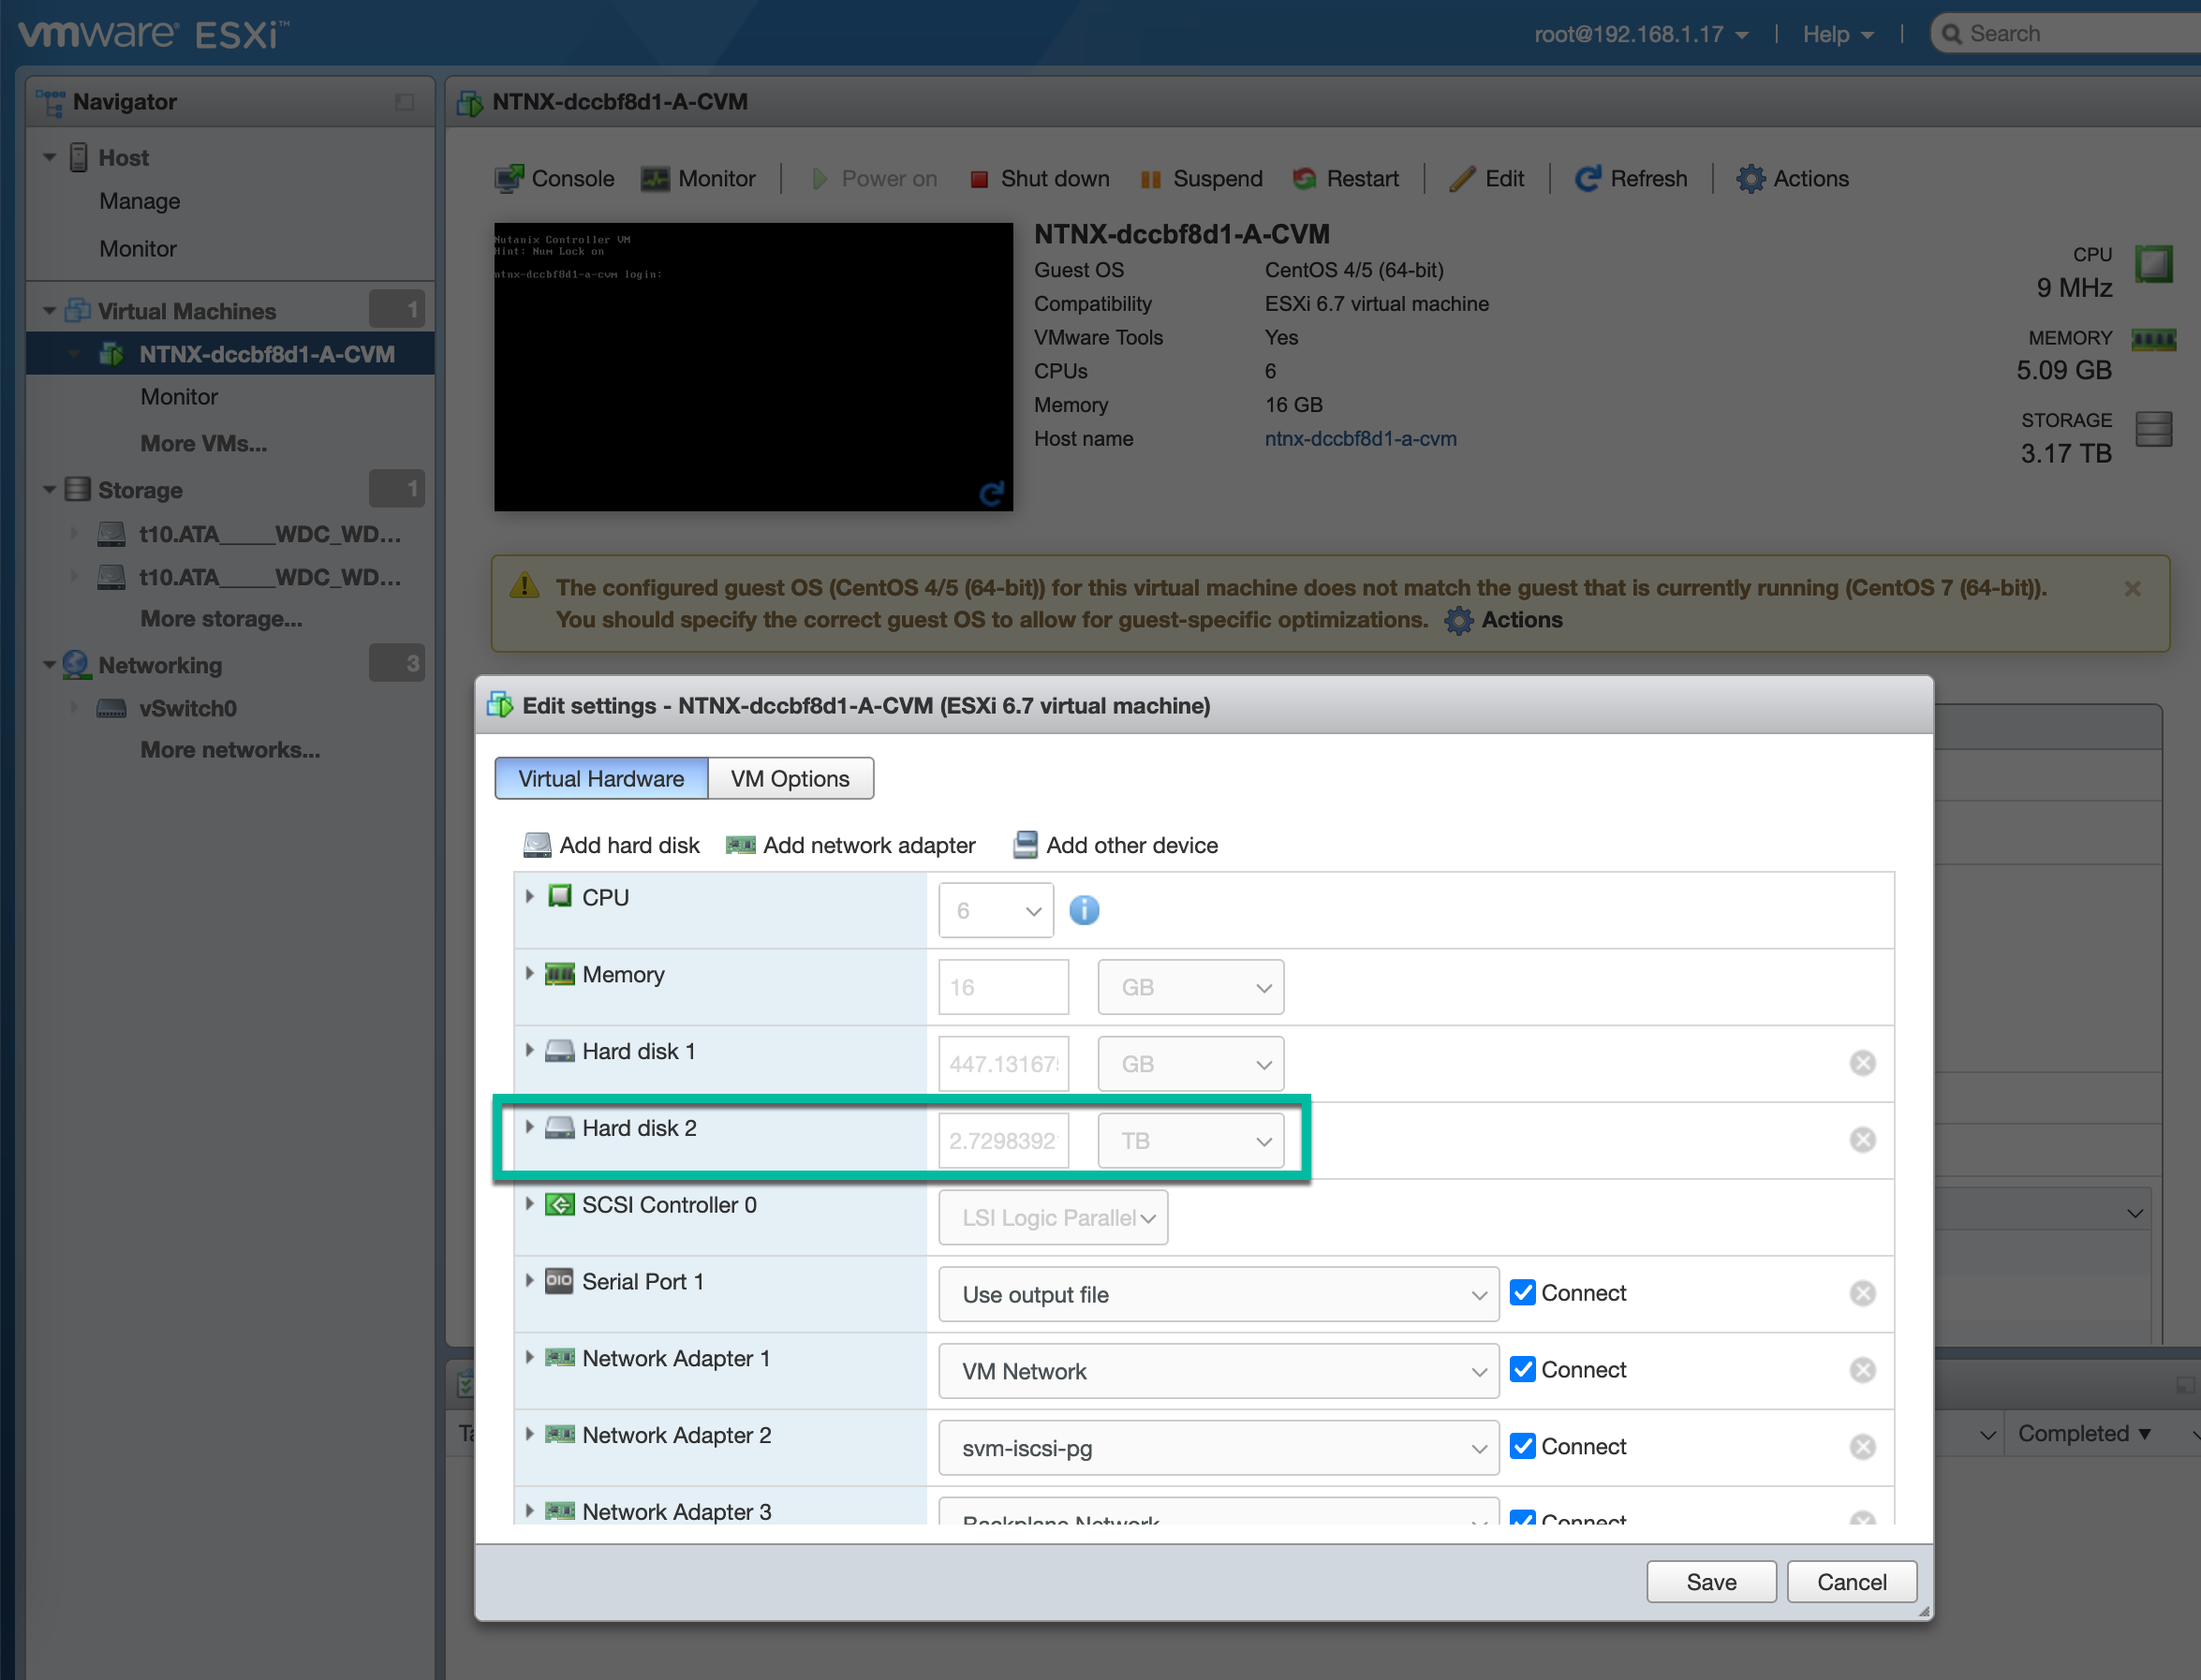 vmware ESXi™
root@192.168.1.17
Help
Search
Navigator
Host
Manage
Monitor
Virtual Machines 1
NTNX-dccbf8d1-A-CVM
Monitor
More VMs...
Storage 1
t10.ATA_____WDC_WD...
t10.ATA_____WDC_WD...
More storage...
Networking 3
vSwitch0
More networks...
NTNX-dccbf8d1-A-CVM
Console Monitor Power on Shut down Suspend Restart Edit Refresh Actions
Nutanix Controller VM
Hint: Num Lock on
ntnx-dccbf8d1-a-cvm login:
NTNX-dccbf8d1-A-CVM
Guest OS CentOS 4/5 (64-bit)
Compatibility ESXi 6.7 virtual machine
VMware Tools Yes
CPUs 6
Memory 16 GB
Host name ntnx-dccbf8d1-a-cvm
CPU
9 MHz
MEMORY
5.09 GB
STORAGE
3.17 TB
The configured guest OS (CentOS 4/5 (64-bit)) for this virtual machine does not match the guest that is currently running (CentOS 7 (64-bit)).
You should specify the correct guest OS to allow for guest-specific optimizations. Actions
Edit settings - NTNX-dccbf8d1-A-CVM (ESXi 6.7 virtual machine)
Virtual Hardware VM Options
Add hard disk Add network adapter Add other device
CPU 6
Memory 16 GB
Hard disk 1 447.131675 GB
Hard disk 2 2.7298392 TB
SCSI Controller 0 LSI Logic Parallel
Serial Port 1 Use output file Connect
Network Adapter 1 VM Network Connect
Network Adapter 2 svm-iscsi-pg Connect
Network Adapter 3 Backplane Network Connect
Completed ▼
Save Cancel